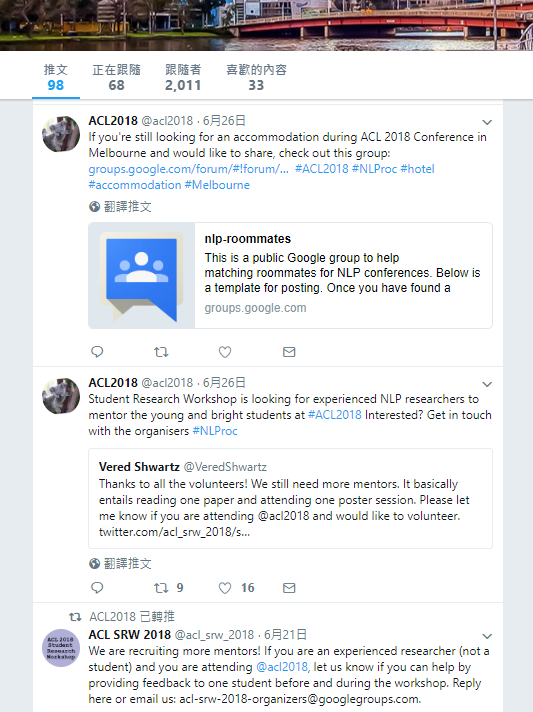 推文 正在跟隨 跟隨者 喜歡的內容
98 68 2,011 33
ACL2018 @acl2018 · 6月26日
If you're still looking for an accommodation during ACL 2018 Conference in
Melbourne and would like to share, check out this group:
groups.google.com/forum/#!forum/... #ACL2018 #NLProc #hotel
#accommodation #Melbourne
翻譯推文
nlp-roommates
This is a public Google group to help
matching roommates for NLP conferences. Below is
a template for posting. Once you have found a
groups.google.com
ACL2018 @acl2018 · 6月26日
Student Research Workshop is looking for experienced NLP researchers to
mentor the young and bright students at #ACL2018 Interested? Get in touch
with the organisers #NLProc
Vered Shwartz @VeredShwartz
Thanks to all the volunteers! We still need more mentors. It basically
entails reading one paper and attending one poster session. Please let
me know if you are attending @acl2018 and would like to volunteer.
twitter.com/acl_srw_2018/s...
翻譯推文
9 16
ACL2018 已轉推
ACL 2018
Student
Research
Workshop
ACL SRW 2018 @acl_srw_2018 · 6月21日
We are recruiting more mentors! If you are an experienced researcher (not a
student) and you are attending @acl2018, let us know if you can help by
providing feedback to one student before and during the workshop. Reply
here or email us: acl-srw-2018-organizers@googlegroups.com.